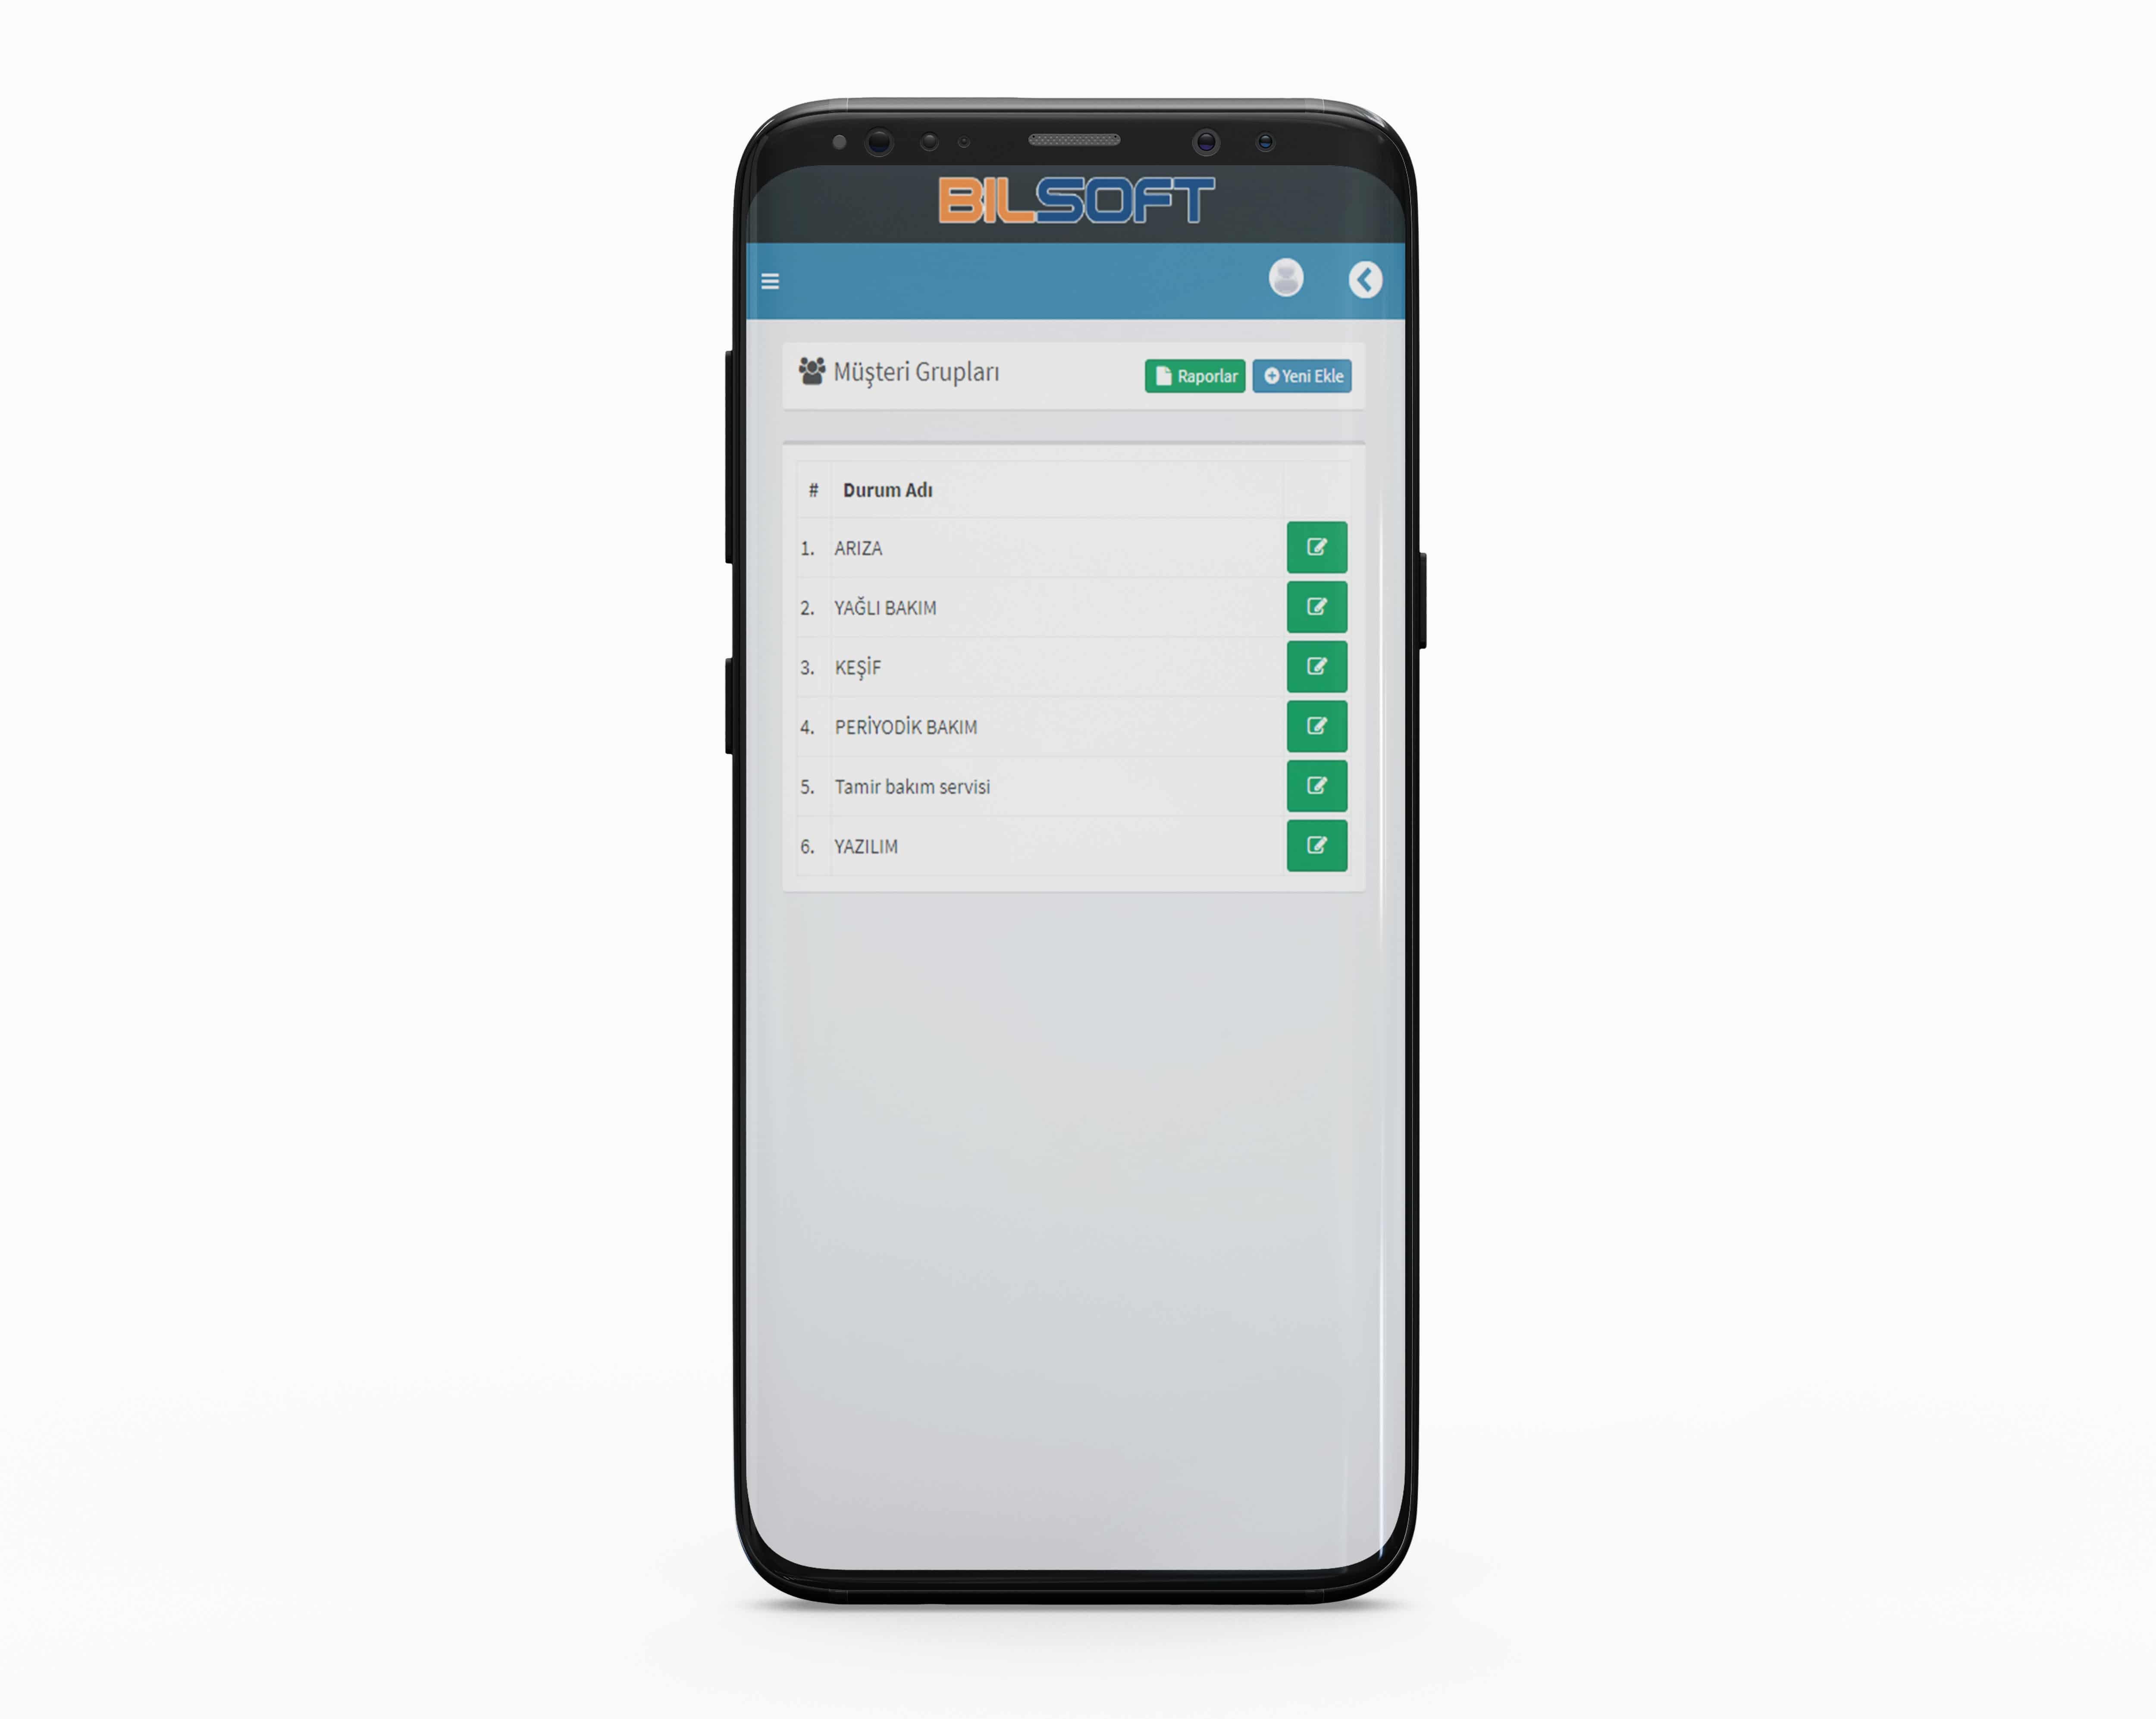 BILSOFT
Müşteri Grupları
Raporlar
Yeni Ekle
# Durum Adı
1. ARIZA
2. YAĞLI BAKIM
3. KEŞİF
4. PERİYODİK BAKIM
5. Tamir bakım servisi
6. YAZILIM